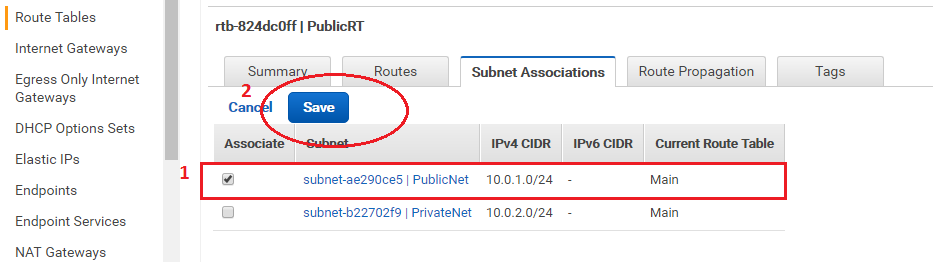 Route Tables
Internet Gateways
Egress Only Internet
Gateways
DHCP Options Sets
Elastic IPs
Endpoints
Endpoint Services
NAT Gateways
rtb-824dc0ff | PublicRT
Summary Routes Subnet Associations Route Propagation Tags
2
Cancel Save
Associate Subnet IPv4 CIDR IPv6 CIDR Current Route Table
1
subnet-ae290ce5 | PublicNet 10.0.1.0/24 - Main
subnet-b22702f9 | PrivateNet 10.0.2.0/24 - Main